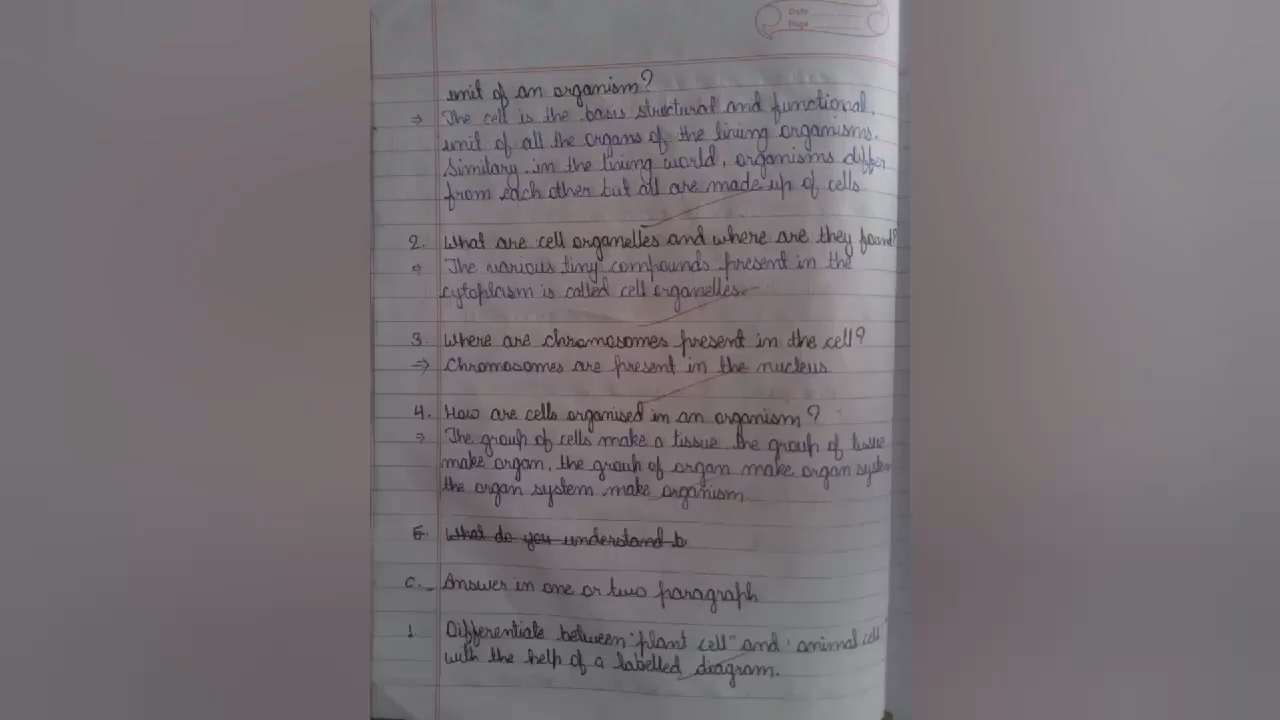 Date
Page
unit of an organism?
⇒ The cell is the basis structural and functional.
unit of all the organs of the lining organisms.
Similary. in the lining world, organisms differ
from each other but all are made up of cells.
2. What are cell organelles and where are they found?
⇒ The various tiny compounds present in the
cytoplasm is called cell organelles.
3. Where are chromosomes present in the cell?
⇒ Chromosomes are present in the nucleus.
4. How are cells organised in an organism?
⇒ The group of cells make a tissue the group of tissue
make organ, the group of organ make organ system
the organ system make organism
5. What do you understand b
C. Answer in one or two paragraph
1. Differentiate between "plant cell" and "animal cell"
with the help of a labelled diagram.